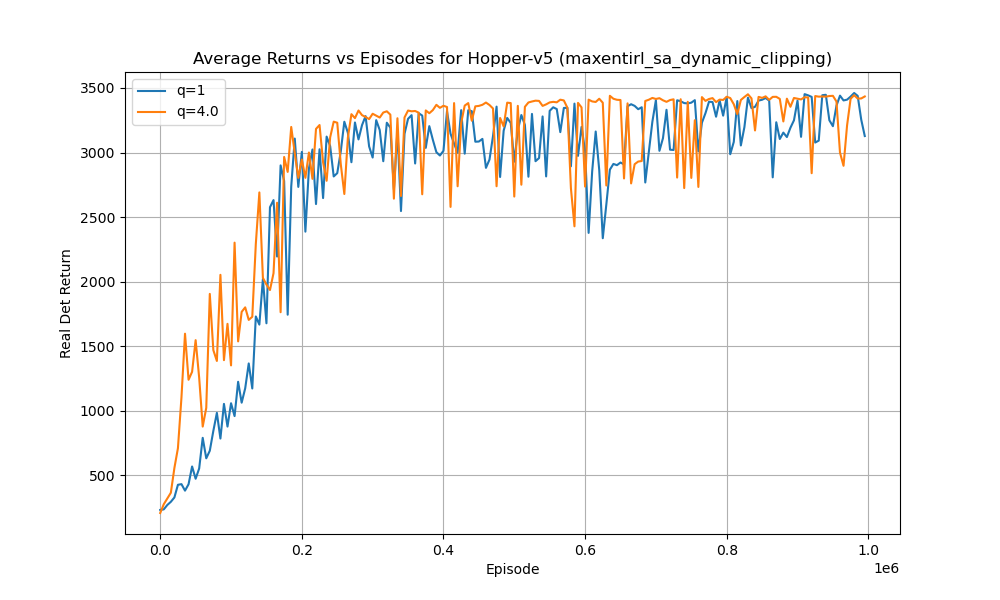 Average Returns vs Episodes for Hopper-v5 (maxentirl_sa_dynamic_clipping)
q=1
q=4.0
Real Det Return
3500
3000
2500
2000
1500
1000
500
0.0 0.2 0.4 0.6 0.8 1.0
1e6
Episode